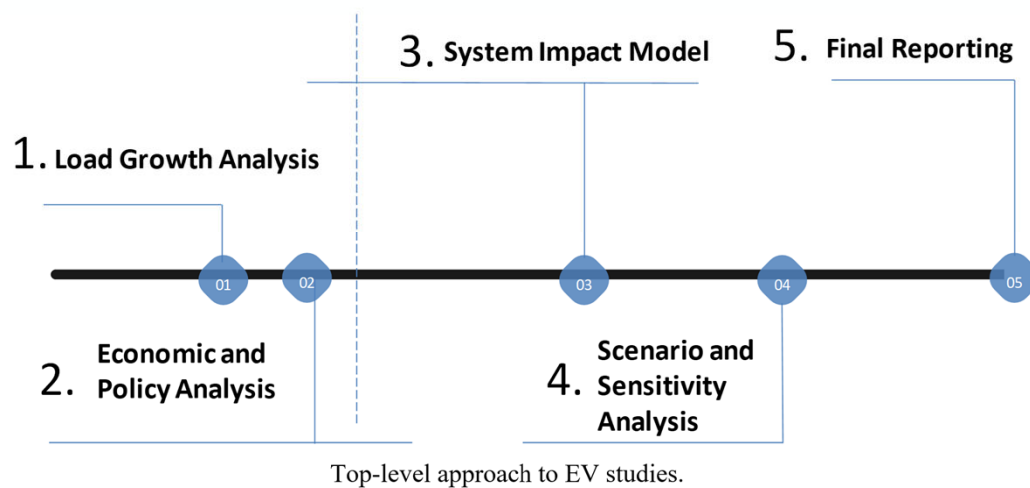 1. Load Growth Analysis
2. Economic and
Policy Analysis
3. System Impact Model
4. Scenario and
Sensitivity
Analysis
5. Final Reporting
01
02
03
04
05
Top-level approach to EV studies.